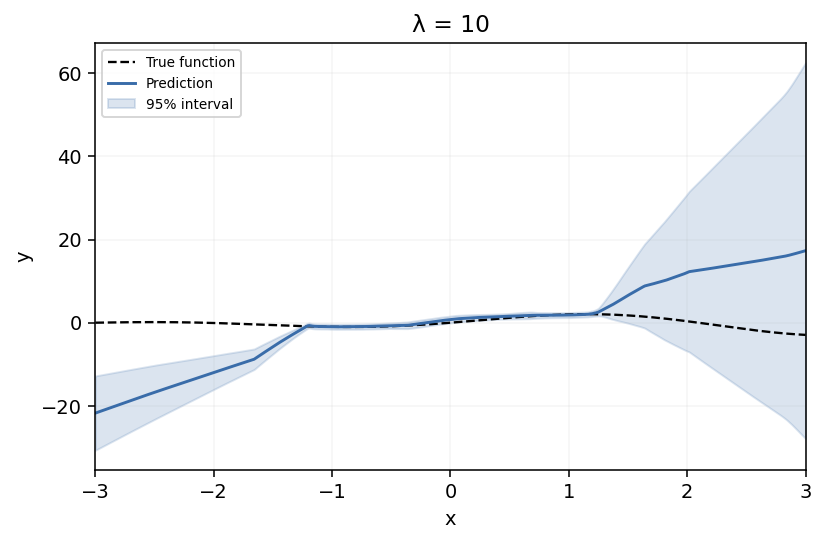 λ = 10
True function
Prediction
95% interval
60
40
20
0
−20
y
−3
−2
−1
0
1
2
3
x